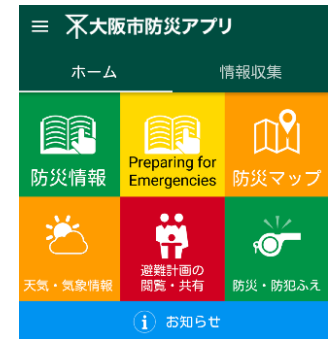 大阪市防災アプリ
ホーム 情報収集
防災情報
Preparing for
Emergencies
防災マップ
天気・気象情報
避難計画の
閲覧・共有
防災・防犯ふえ
お知らせ